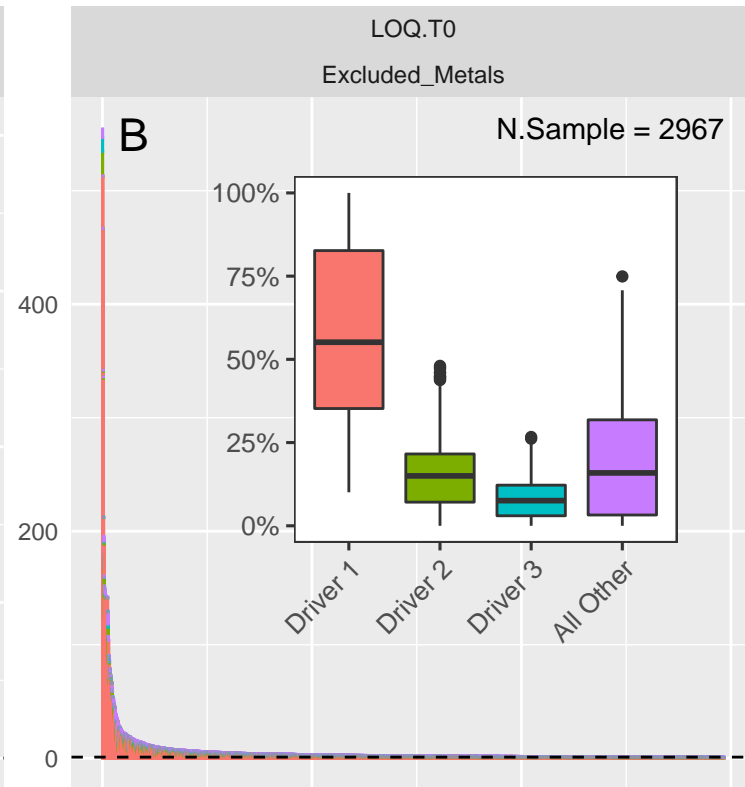 LOQ.T0
Excluded_Metals
B
N.Sample = 2967
100%
75%
50%
25%
0%
Driver 1
Driver 2
Driver 3
All Other
400
200
0